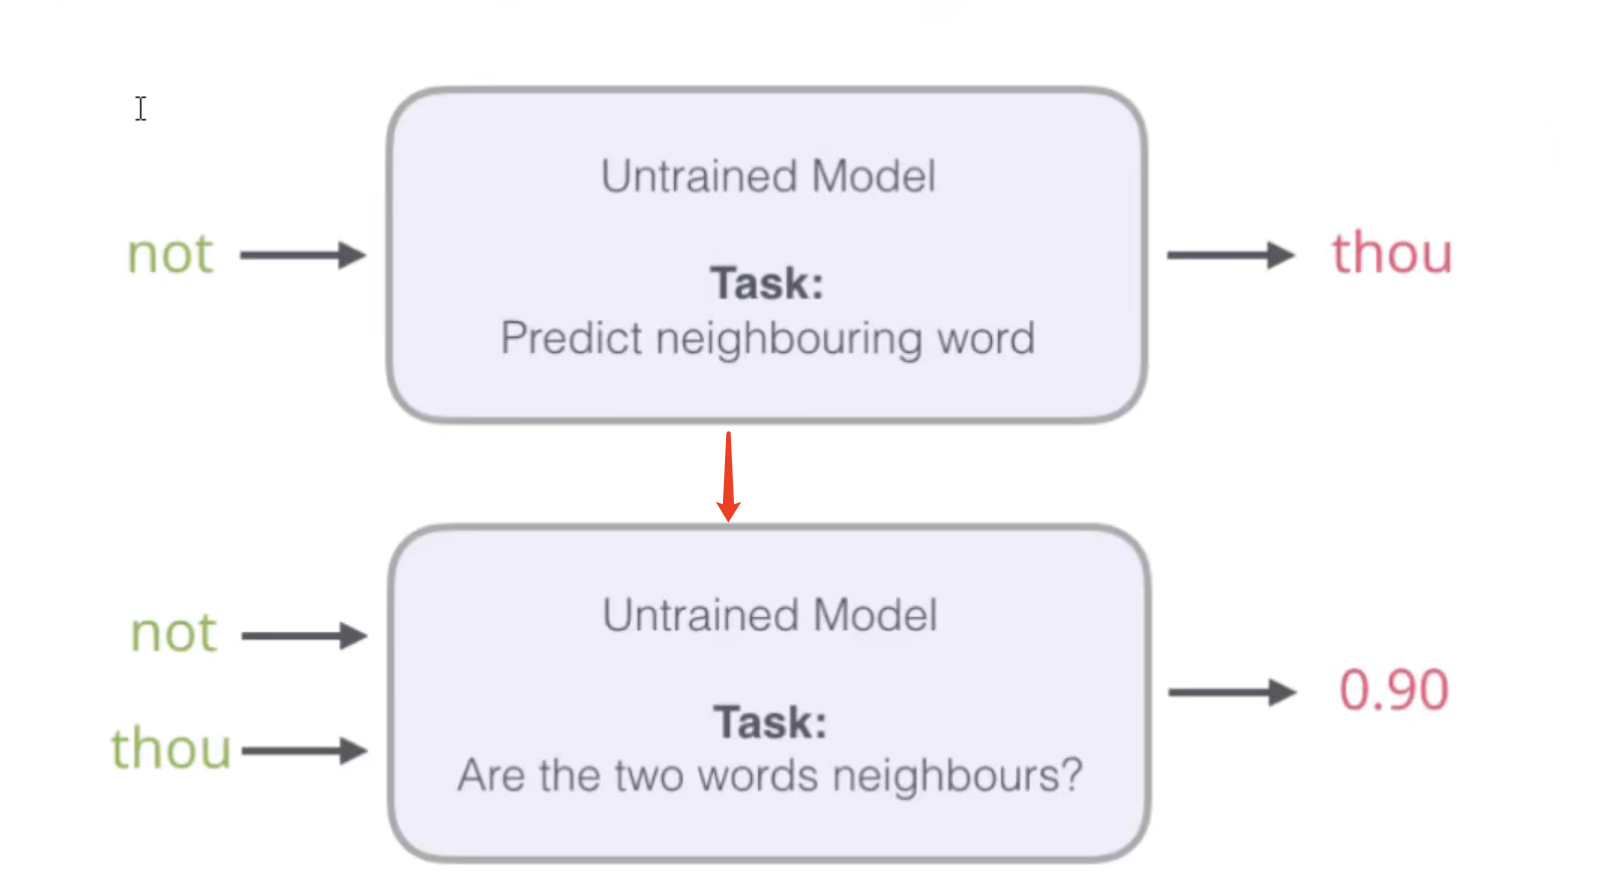 Untrained Model
not
thou
Task:
Predict neighbouring word
Untrained Model
not
thou
0.90
Task:
Are the two words neighbours?